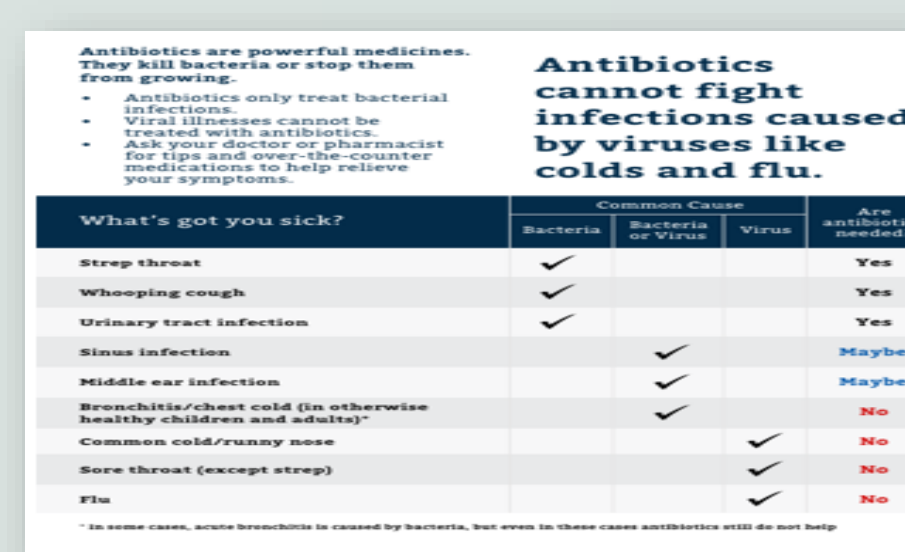 Antibiotics are powerful medicines.
They kill bacteria or stop them
from growing.
• Antibiotics only treat bacterial
infections.
• Viral illnesses cannot be
treated with antibiotics.
• Ask your doctor or pharmacist
for tips and over-the-counter
medications to help relieve
your symptoms.
Antibiotics
cannot fight
infections caused
by viruses like
colds and flu.
What's got you sick?
Common Cause
Bacteria
Bacteria
or Virus
Virus
Are
antibioti
needed
Strep throat ✓ Yes
Whooping cough ✓ Yes
Urinary tract infection ✓ Yes
Sinus infection ✓ Maybe
Middle ear infection ✓ Maybe
Bronchitis/chest cold (in otherwise
healthy children and adults)* ✓ No
Common cold/runny nose ✓ No
Sore throat (except strep) ✓ No
Flu ✓ No
* In some cases, acute bronchitis is caused by bacteria, but even in these cases antibiotics still do not help